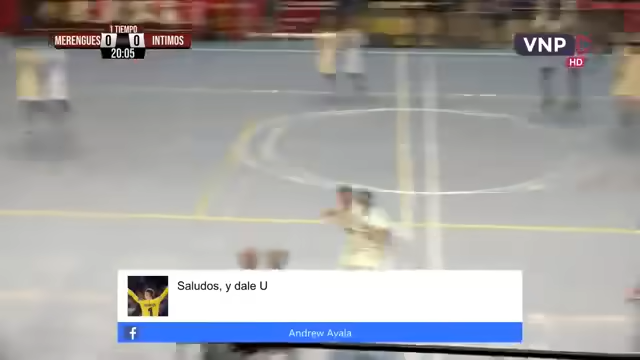 1 TIEMPO
MERENGUES 0 0 INTIMOS
20:05
VNP
HD
Saludos, y dale U
Andrew Ayala